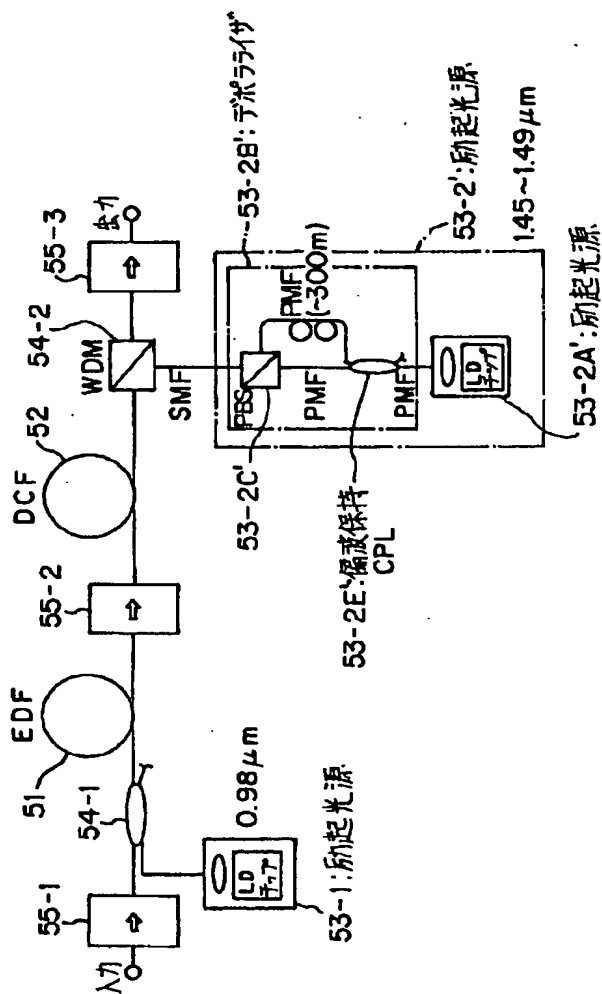 入力
55-1
54-1
53-1:励起光源
LD
チップ
0.98μm
EDF
51
55-2
DCF
52
WDM
54-2
55-3
出力
SMF
PBS
53-2C'
PMF
PMF
(~300m)
PMF
53-2E':偏波保持
CPL
53-2B':デポラライザ
LD
チップ
53-2A':励起光源
53-2':励起光源
1.45~1.49μm